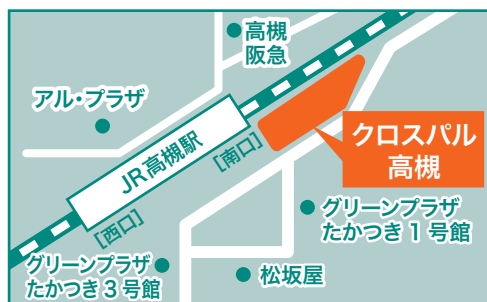 高槻
阪急
アル・プラザ
JR高槻駅
[南口]
クロスパル
高槻
[西口]
グリーンプラザ
たかつき1号館
グリーンプラザ
たかつき3号館
松坂屋